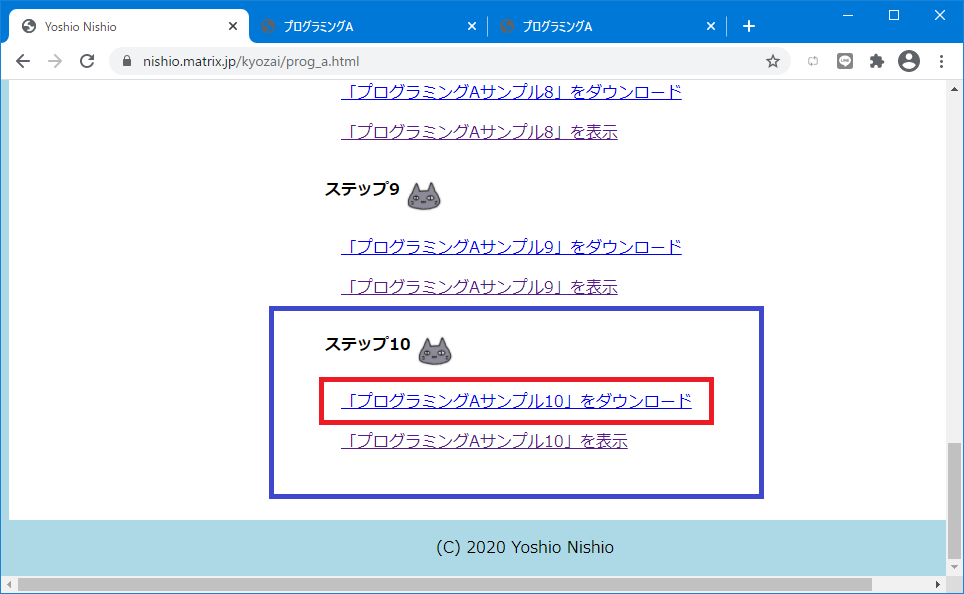 Yoshio Nishio
プログラミングA
プログラミングA
nishio.matrix.jp/kyozai/prog_a.html
「プログラミングAサンプル8」をダウンロード
「プログラミングAサンプル8」を表示
ステップ9
「プログラミングAサンプル9」をダウンロード
「プログラミングAサンプル9」を表示
ステップ10
「プログラミングAサンプル10」をダウンロード
「プログラミングAサンプル10」を表示
(C) 2020 Yoshio Nishio